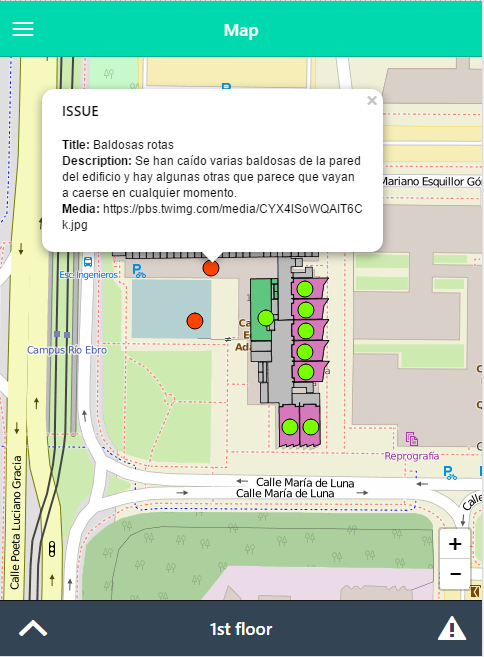 Map
ISSUE
Title: Baldosas rotas
Description: Se han caído varias baldosas de la pared
del edificio y hay algunas otras que parece que vayan
a caerse en cualquier momento.
Media: https://pbs.twimg.com/media/CYX4ISoWQAIT6C
k.jpg
Mariano Esquillor Gó
Esc. Ingenieros
Campus Río Ebro
Reprografía
Calle María de Luna
Calle María de Luna
Calle
Calle Poeta Luciano Gracia
+
−
1st floor